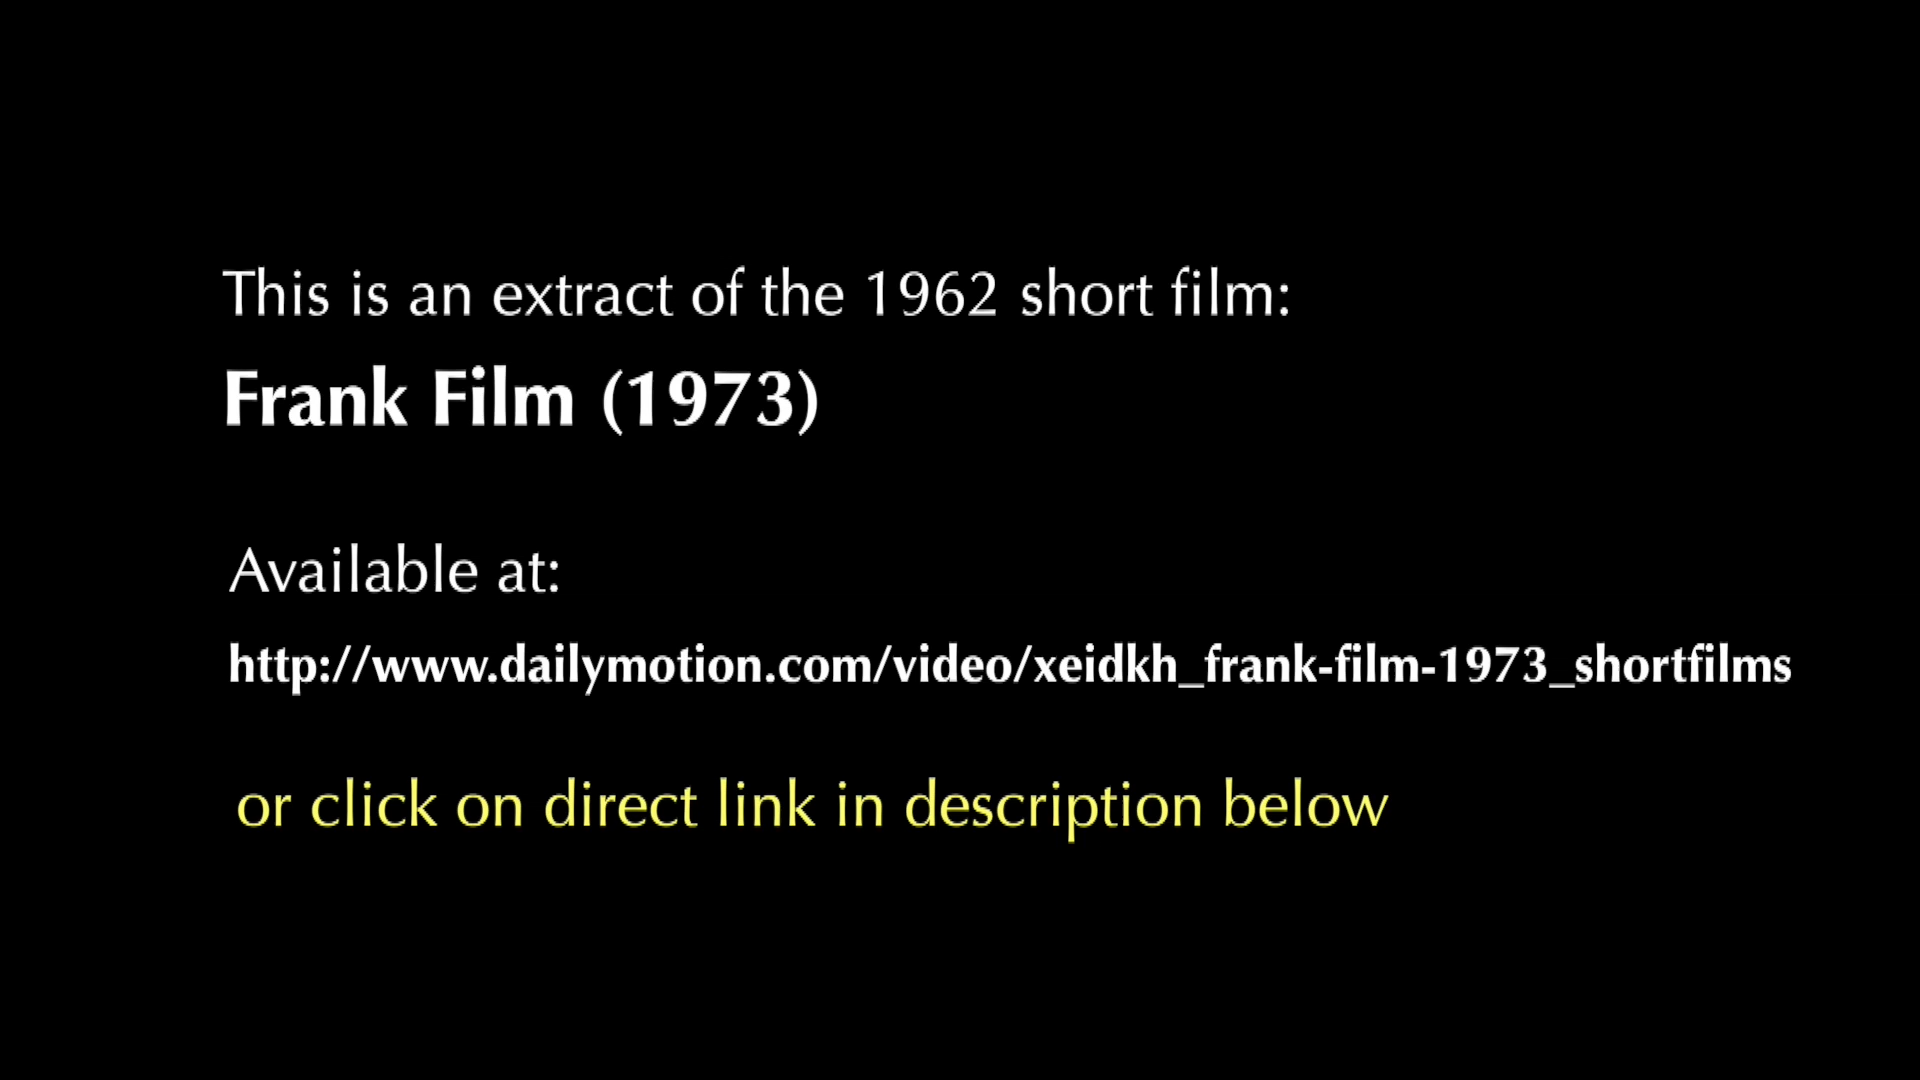 This is an extract of the 1962 short film:
Frank Film (1973)
Available at:
http://www.dailymotion.com/video/xeidkh_frank-film-1973_shortfilms
or click on direct link in description below